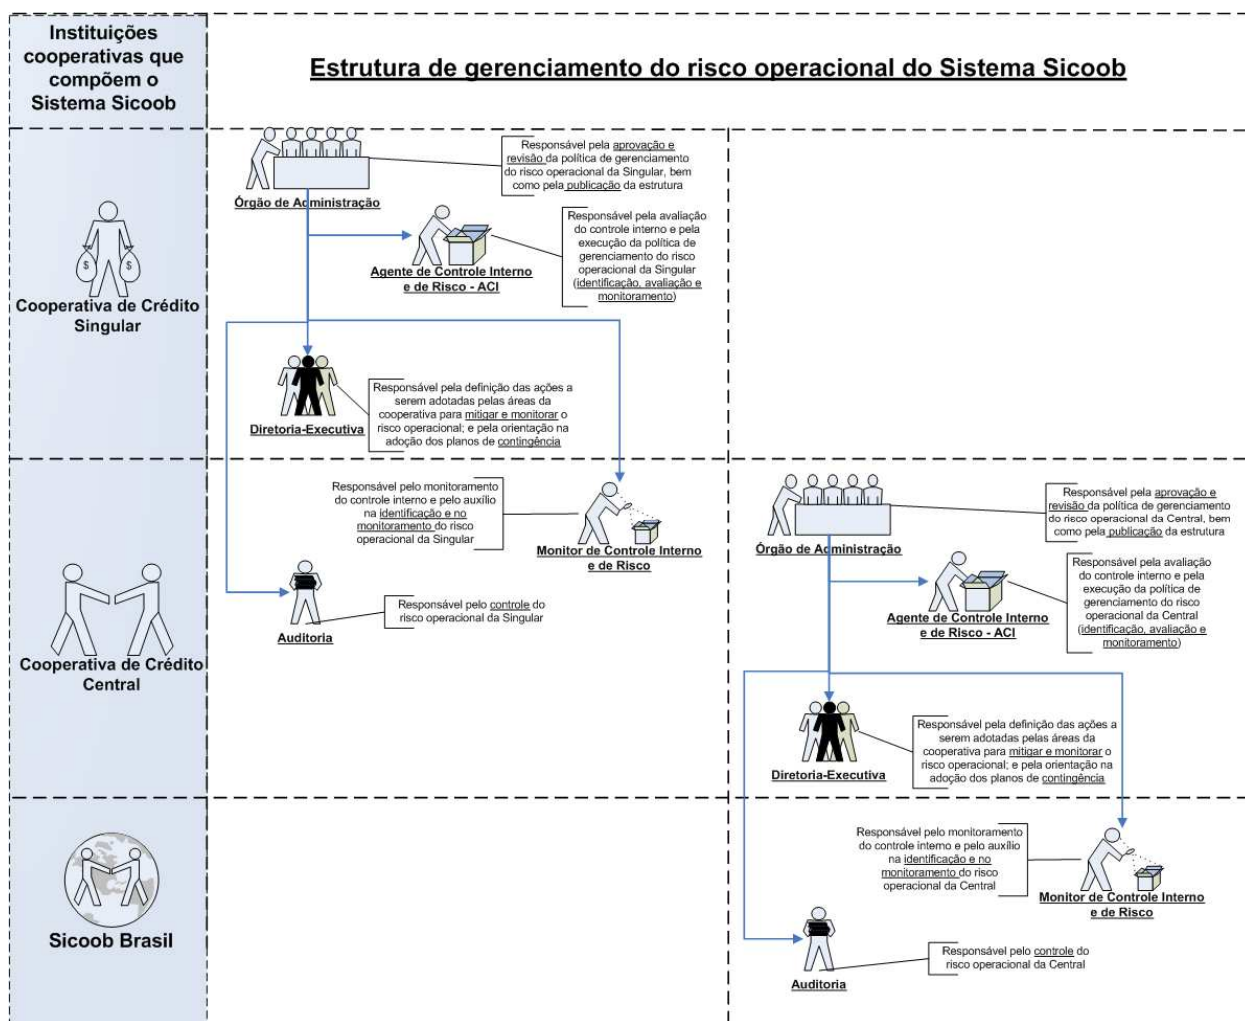 Instituições
cooperativas que
compõem o
Sistema Sicoob
Estrutura de gerenciamento do risco operacional do Sistema Sicoob
Responsável pela aprovação e
revisão da política de gerenciamento
do risco operacional da Singular, bem
como pela publicação da estrutura
Órgão de Administração
Responsável pela avaliação
do controle interno e pela
execução da política de
gerenciamento do risco
operacional da Singular
(identificação, avaliação e
monitoramento)
Agente de Controle Interno
e de Risco - ACI
$ $
Cooperativa de Crédito
Singular
Responsável pela definição das ações a
serem adotadas pelas áreas da
cooperativa para mitigar e monitorar o
risco operacional; e pela orientação na
adoção dos planos de contingência
Diretoria-Executiva
Responsável pelo monitoramento
do controle interno e pelo auxílio
na identificação e no
monitoramento do risco
operacional da Singular
Monitor de Controle Interno
e de Risco
Responsável pelo controle do
risco operacional da Singular
Auditoria
Cooperativa de Crédito
Central
Responsável pela aprovação e
revisão da política de gerenciamento
do risco operacional da Central, bem
como pela publicação da estrutura
Órgão de Administração
Responsável pela avaliação
do controle interno e pela
execução da política de
gerenciamento do risco
operacional da Central
(identificação, avaliação e
monitoramento)
Agente de Controle Interno
e de Risco - ACI
Responsável pela definição das ações a
serem adotadas pelas áreas da
cooperativa para mitigar e monitorar o
risco operacional; e pela orientação na
adoção dos planos de contingência
Diretoria-Executiva
Responsável pelo monitoramento
do controle interno e pelo auxílio
na identificação e no
monitoramento do risco
operacional da Central
Monitor de Controle Interno
e de Risco
Sicoob Brasil
Responsável pelo controle do
risco operacional da Central
Auditoria